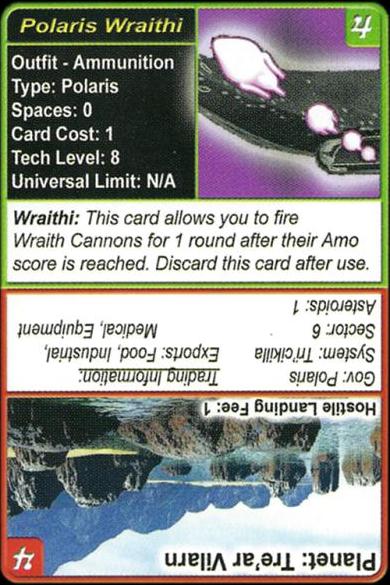 Polaris Wraithi
4
Outfit - Ammunition
Type: Polaris
Spaces: 0
Card Cost: 1
Tech Level: 8
Universal Limit: N/A
Wraithi: This card allows you to fire
Wraith Cannons for 1 round after their Amo
score is reached. Discard this card after use.
Planet: Tre'ar Vilarn
44
Hostile Landing Fee: 1
Gov: Polaris
System: Tri'cikilla
Sector: 6
Asteroids: 1
Trading Information:
Exports: Food, Industrial,
Medical, Equipment